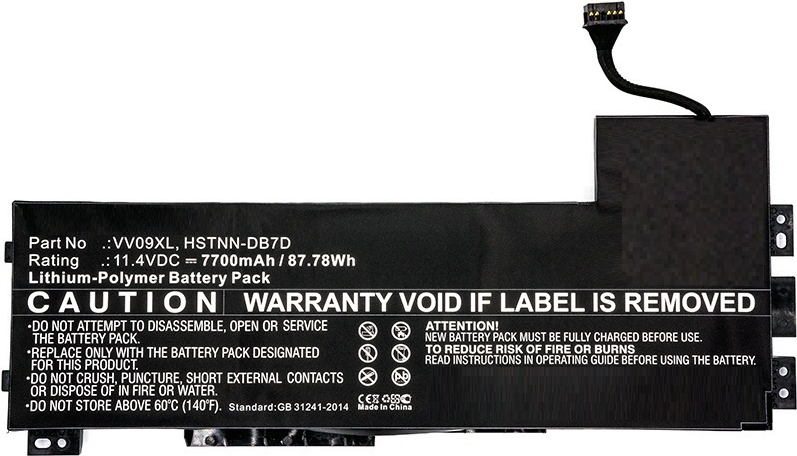 Part No .:VV09XL, HSTNN-DB7D
Rating .:11.4VDC ⎓ 7700mAh / 87.78Wh
Lithium-Polymer Battery Pack
CAUTION WARRANTY VOID IF LABEL IS REMOVED
•DO NOT ATTEMPT TO DISASSEMBLE, OPEN OR SERVICE
THE BATTERY PACK.
•REPLACE ONLY WITH THE BATTERY PACK DESIGNATED
FOR THIS PRODUCT.
•DO NOT CRUSH, PUNCTURE, SHORT EXTERNAL CONTACTS
OR DISPOSE OF IN FIRE OR WATER.
•DO NOT STORE ABOVE 60°C (140°F). Standard:GB 31241-2014
CE
Made In China
ATTENTION!
NEW BATTERY PACK MUST BE FULLY CHARGED BEFORE USE.
TO REDUCE RISK OF FIRE OR BURNS
READ INSTRUCTIONS IN OPERATING GUIDE BEFORE USING THE BATTERY.